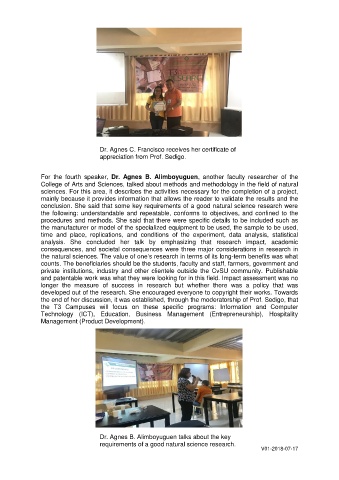 Dr. Agnes C. Francisco receives her certificate of
appreciation from Prof. Sedigo.
For the fourth speaker, Dr. Agnes B. Alimboyuguen, another faculty researcher of the
College of Arts and Sciences, talked about methods and methodology in the field of natural
sciences. For this area, it describes the activities necessary for the completion of a project,
mainly because it provides information that allows the reader to validate the results and the
conclusion. She said that some key requirements of a good natural science research were
the following: understandable and repeatable, conforms to objectives, and confined to the
procedures and methods. She said that there were specific details to be included such as
the manufacturer or model of the specialized equipment to be used, the sample to be used,
time and place, replications, and conditions of the experiment, data analysis, statistical
analysis. She concluded her talk by emphasizing that research impact, academic
consequences, and societal consequences were three major considerations in research in
the natural sciences. The value of one's research in terms of its long-term benefits was what
counts. The beneficiaries should be the students, faculty and staff, farmers, government and
private institutions, industry and other clientele outside the CvSU community. Publishable
and patentable work was what they were looking for in this field. Impact assessment was no
longer the measure of success in research but whether there was a policy that was
developed out of the research. She encouraged everyone to copyright their works. Towards
the end of her discussion, it was established, through the moderatorship of Prof. Sedigo, that
the T3 Campuses will focus on these specific programs: Information and Computer
Technology (ICT), Education, Business Management (Entrepreneurship), Hospitality
Management (Product Development).
Dr. Agnes B. Alimboyuguen talks about the key
requirements of a good natural science research.
V01-2018-07-17